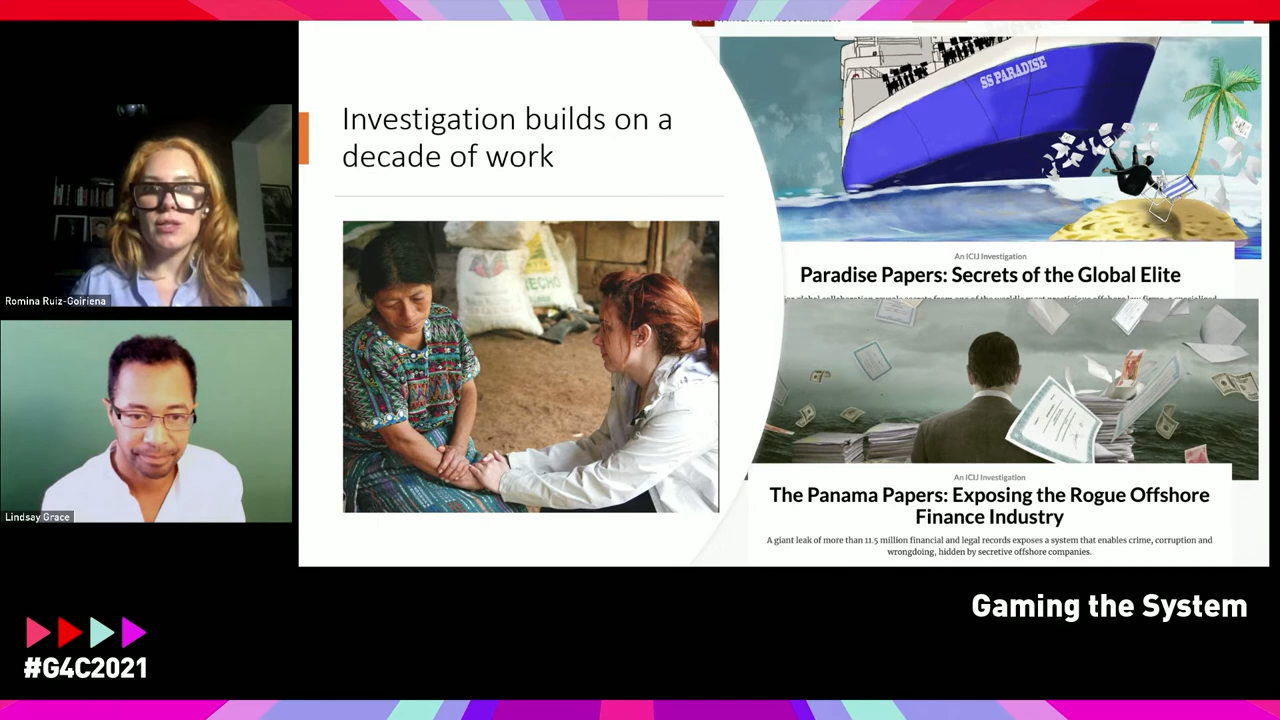 Investigation builds on a
decade of work
SS PARADISE
An ICIJ Investigation
Paradise Papers: Secrets of the Global Elite
An ICIJ Investigation
The Panama Papers: Exposing the Rogue Offshore
Finance Industry
A giant leak of more than 11.5 million financial and legal records exposes a system that enables crime, corruption and
wrongdoing, hidden by secretive offshore companies.
Romina Ruiz-Goiriena
Lindsay Grace
Gaming the System
#G4C2021